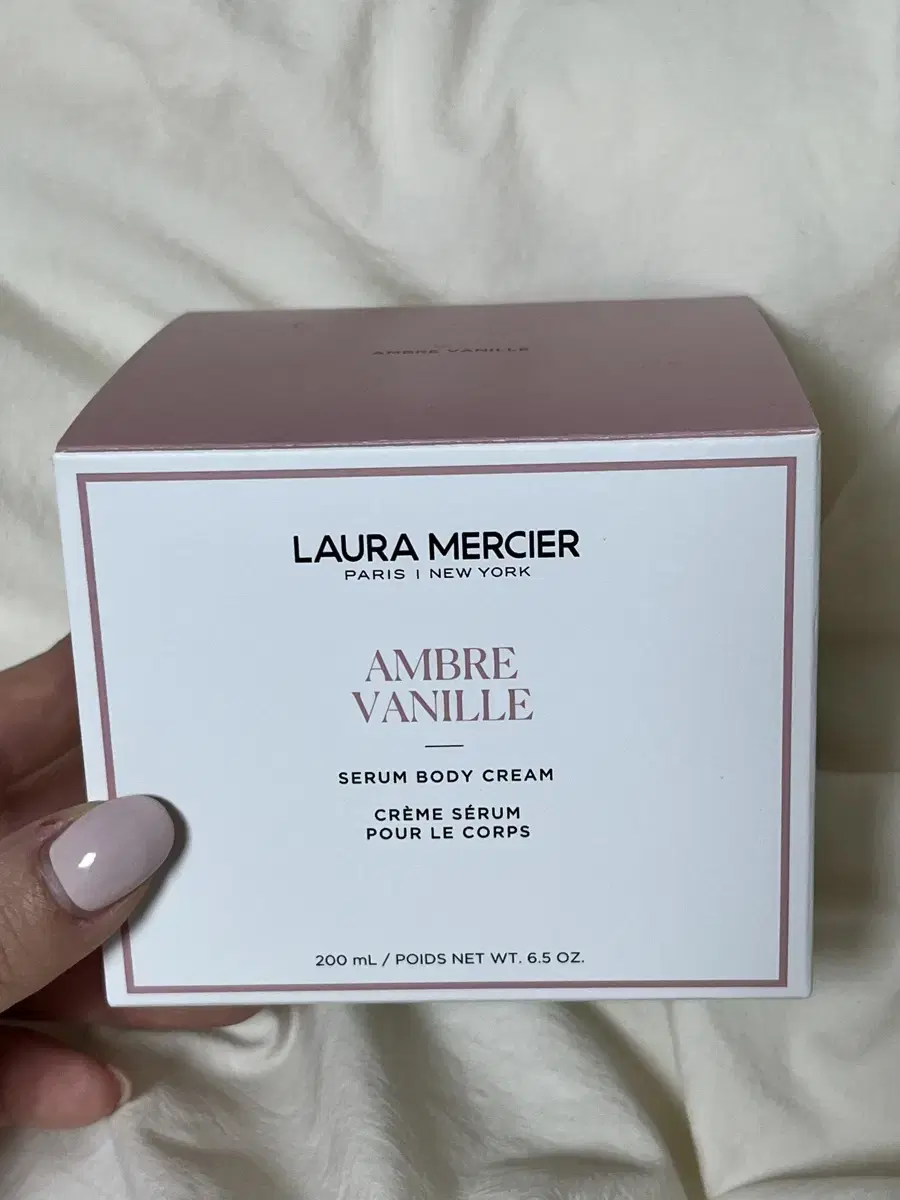 AMBRE VANILLE
LAURA MERCIER
PARIS | NEW YORK
AMBRE
VANILLE
SERUM BODY CREAM
CRÈME SÉRUM
POUR LE CORPS
200 mL / POIDS NET WT. 6.5 OZ.